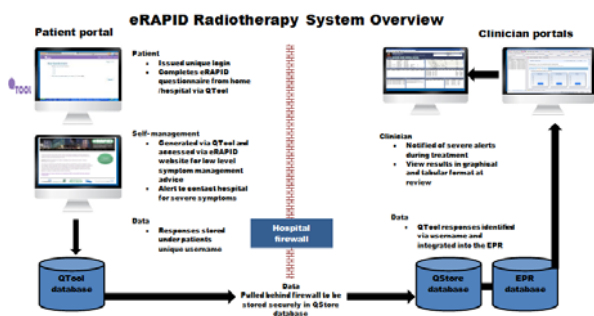 eRAPID Radiotherapy System Overview
Patient portal
Clinician portals
QTOOL
Patient
• Issued unique login
• Completes eRAPID
questionnaire from home
/hospital via QTool
Self-management
• Generated via QTool and
accessed via eRAPID
website for low level
symptom management
advice
• Alert to contact hospital
for severe symptoms
Data
• Responses stored
under patients
unique username
Hospital
firewall
Clinician
• Notified of severe alerts
during treatment
• View results in graphical
and tabular format at
review
Data
• QTool responses identified
via username and
integrated into the EPR
QTool
database
Data
Pulled behind firewall to be
stored securely in QStore
database
QStore
database
EPR
database